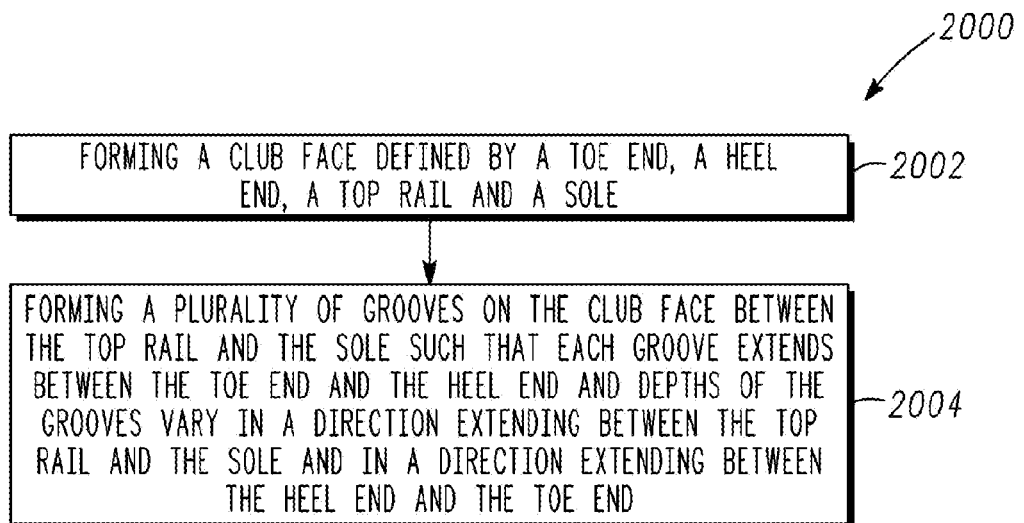 2000
FORMING A CLUB FACE DEFINED BY A TOE END, A HEEL
END, A TOP RAIL AND A SOLE
2002
FORMING A PLURALITY OF GROOVES ON THE CLUB FACE BETWEEN
THE TOP RAIL AND THE SOLE SUCH THAT EACH GROOVE EXTENDS
BETWEEN THE TOE END AND THE HEEL END AND DEPTHS OF THE
GROOVES VARY IN A DIRECTION EXTENDING BETWEEN THE TOP
RAIL AND THE SOLE AND IN A DIRECTION EXTENDING BETWEEN
THE HEEL END AND THE TOE END
2004